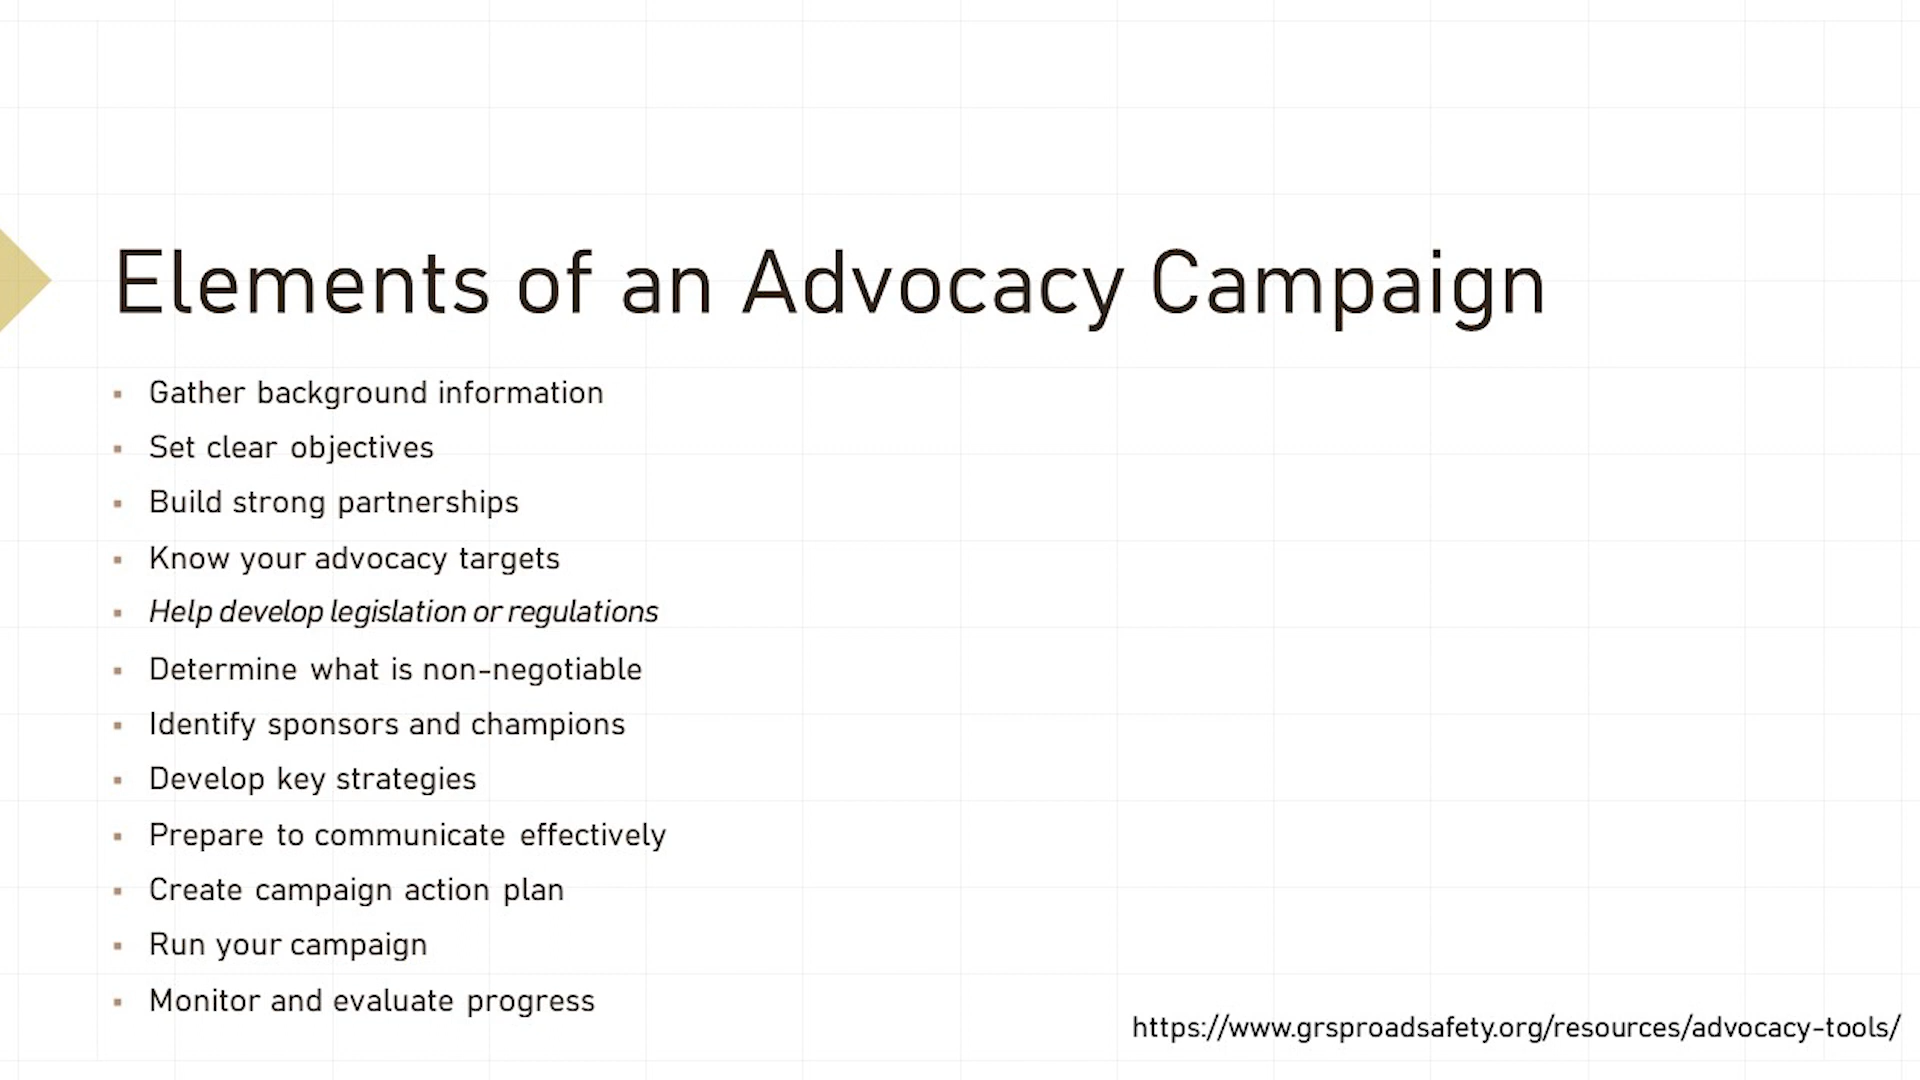 Elements of an Advocacy Campaign
Gather background information
Set clear objectives
Build strong partnerships
Know your advocacy targets
Help develop legislation or regulations
Determine what is non-negotiable
Identify sponsors and champions
Develop key strategies
Prepare to communicate effectively
Create campaign action plan
Run your campaign
Monitor and evaluate progress
https://www.grsproadsafety.org/resources/advocacy-tools/